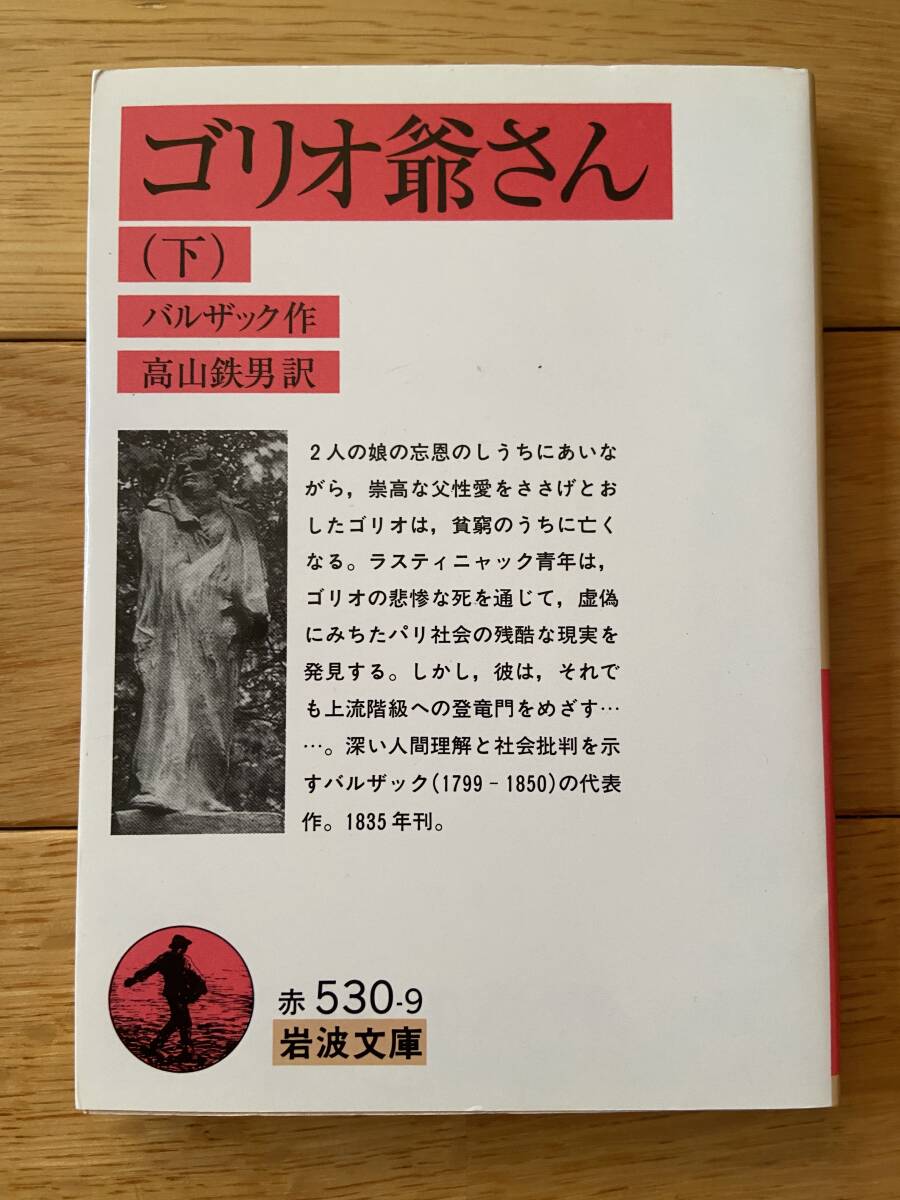 ゴリオ爺さん
(下)
バルザック作
高山鉄男訳
2人の娘の忘恩のしうちにあいな
がら，崇高な父性愛をささげとお
したゴリオは，貧窮のうちに亡く
なる。ラスティニャック青年は，
ゴリオの悲惨な死を通じて，虚偽
にみちたパリ社会の残酷な現実を
発見する。しかし，彼は，それで
も上流階級への登竜門をめざす…
…。深い人間理解と社会批判を示
すバルザック(1799－1850)の代表
作。1835年刊。
赤 530-9
岩波文庫